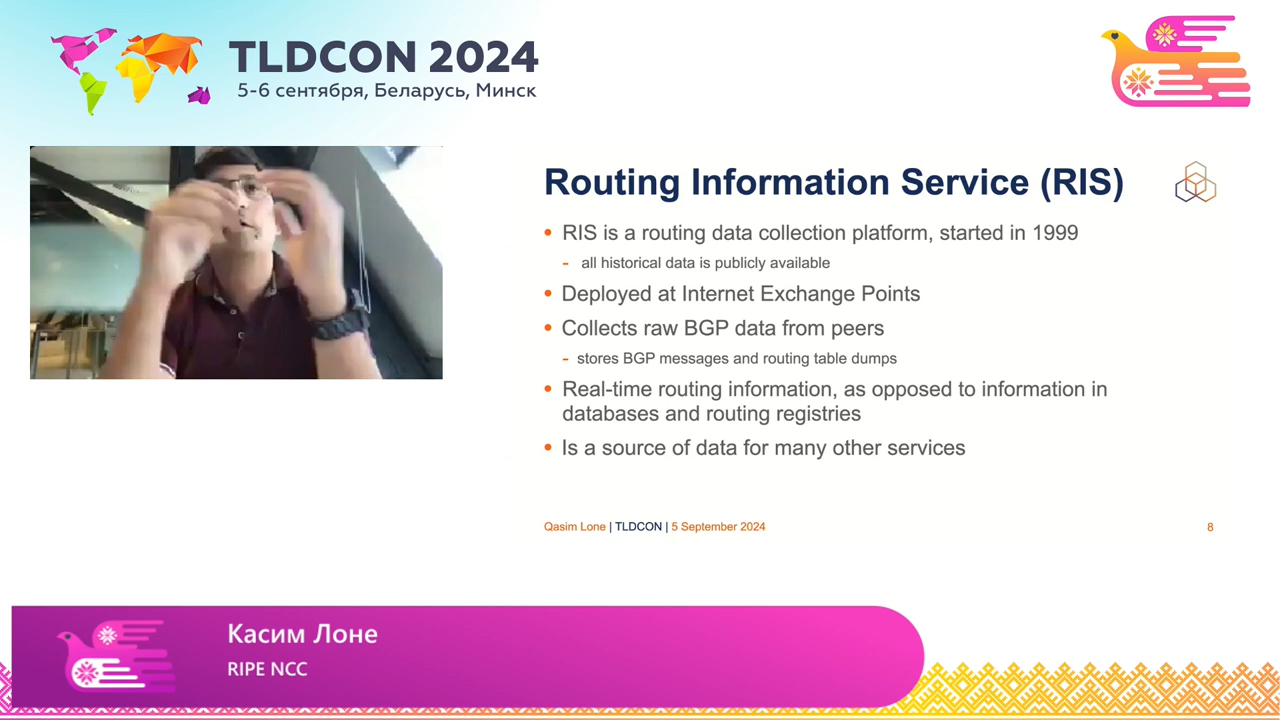 TLDCON 2024
5-6 сентября, Беларусь, Минск
Routing Information Service (RIS)
• RIS is a routing data collection platform, started in 1999
- all historical data is publicly available
• Deployed at Internet Exchange Points
• Collects raw BGP data from peers
- stores BGP messages and routing table dumps
• Real-time routing information, as opposed to information in
databases and routing registries
• Is a source of data for many other services
Qasim Lone | TLDCON | 5 September 2024
8
Касим Лоне
RIPE NCC